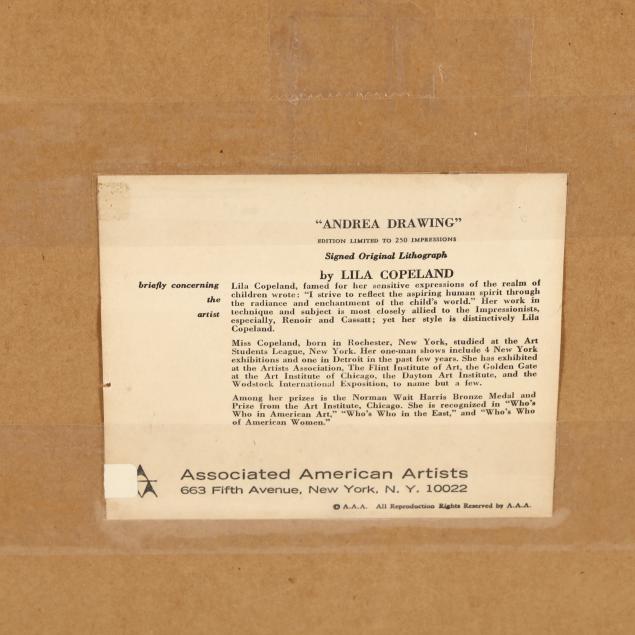 “ANDREA DRAWING”
EDITION LIMITED TO 250 IMPRESSIONS
Signed Original Lithograph
by LILA COPELAND
briefly concerning
the
artist
Lila Copeland, famed for her sensitive expressions of the realm of
children wrote: “I strive to reflect the aspiring human spirit through
the radiance and enchantment of the child’s world.” Her work in
technique and subject is most closely allied to the Impressionists,
especially, Renoir and Cassatt; yet her style is distinctively Lila
Copeland.
Miss Copeland, born in Rochester, New York, studied at the Art
Students League, New York. Her one-man shows include 4 New York
exhibitions and one in Detroit in the past few years. She has exhibited
at the Artists Association, The Flint Institute of Art, the Golden Gate
at the Art Institute of Chicago, the Dayton Art Institute, and the
Wodstock International Exposition, to name but a few.
Among her prizes is the Norman Wait Harris Bronze Medal and
Prize from the Art Institute, Chicago. She is recognized in “Who’s
Who in American Art,” “Who’s Who in the East,” and “Who’s Who
of American Women.”
Associated American Artists
663 Fifth Avenue, New York, N. Y. 10022
© A.A.A. All Reproduction Rights Reserved by A.A.A.